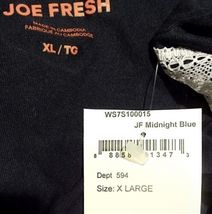 JOE FRESH
MADE IN CAMBODIA
FABRIQUÉ AU CAMBODGE
XL / TG
WS7S100015
JF Midnight Blue
Dept 594
Size: X LARGE